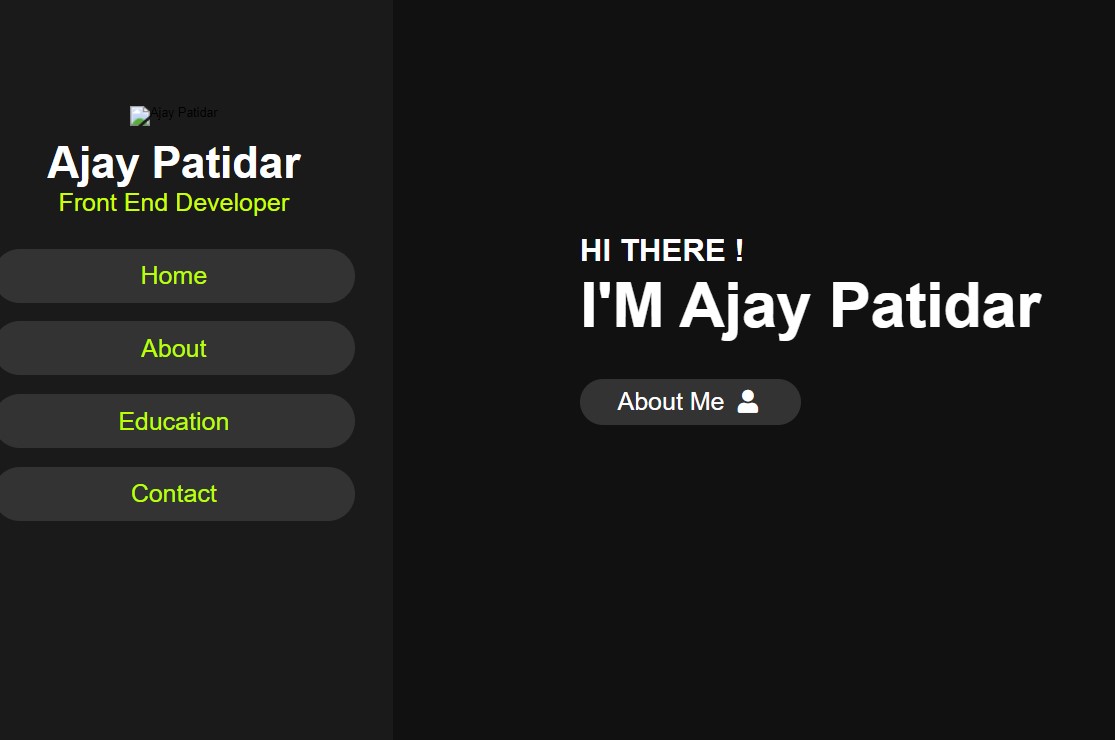 Ajay Patidar
Ajay Patidar
Front End Developer
Home
About
Education
Contact
HI THERE !
I'M Ajay Patidar
About Me